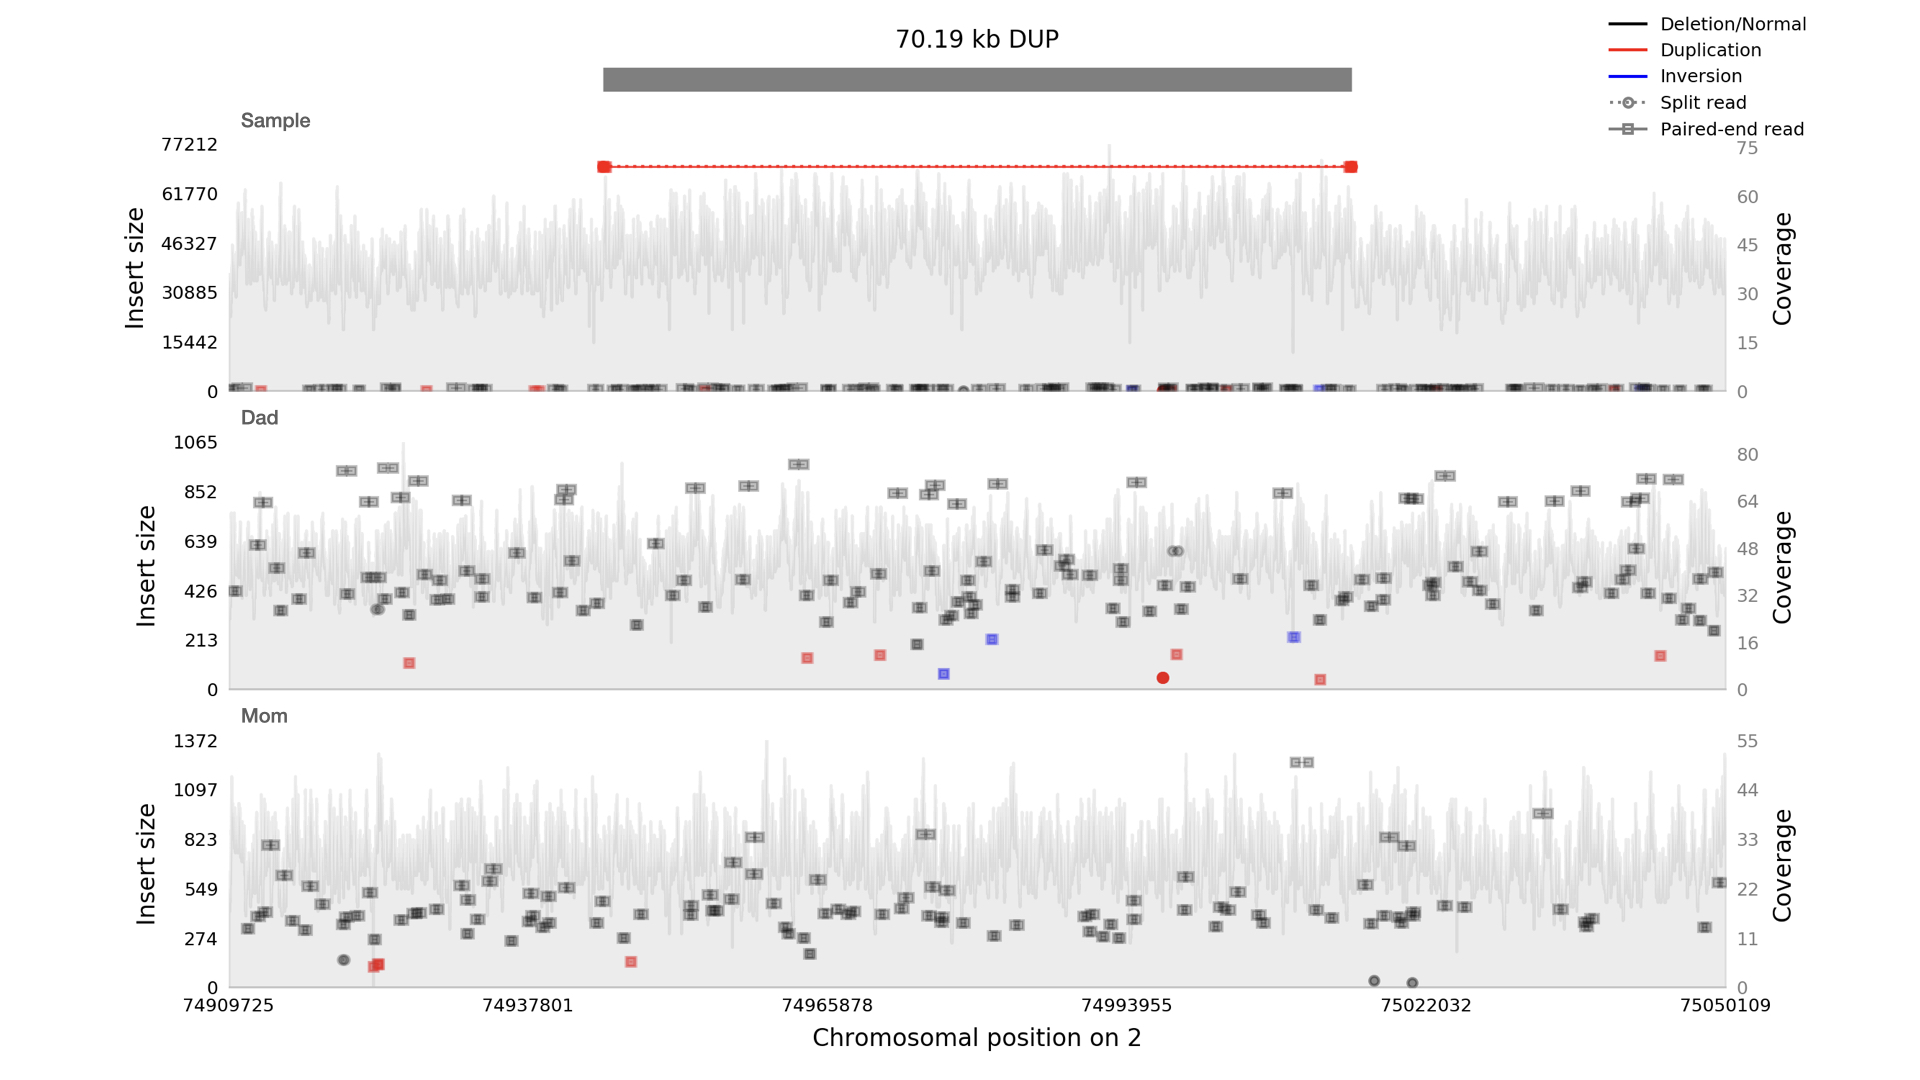 70.19 kb DUP
Deletion/Normal
Duplication
Inversion
Split read
Paired-end read
Sample
77212
61770
46327
30885
15442
0
Insert size
75
60
45
30
15
0
Coverage
Dad
1065
852
639
426
213
0
Insert size
80
64
48
32
16
0
Coverage
Mom
1372
1097
823
549
274
0
Insert size
55
44
33
22
11
0
Coverage
74909725 74937801 74965878 74993955 75022032 75050109
Chromosomal position on 2